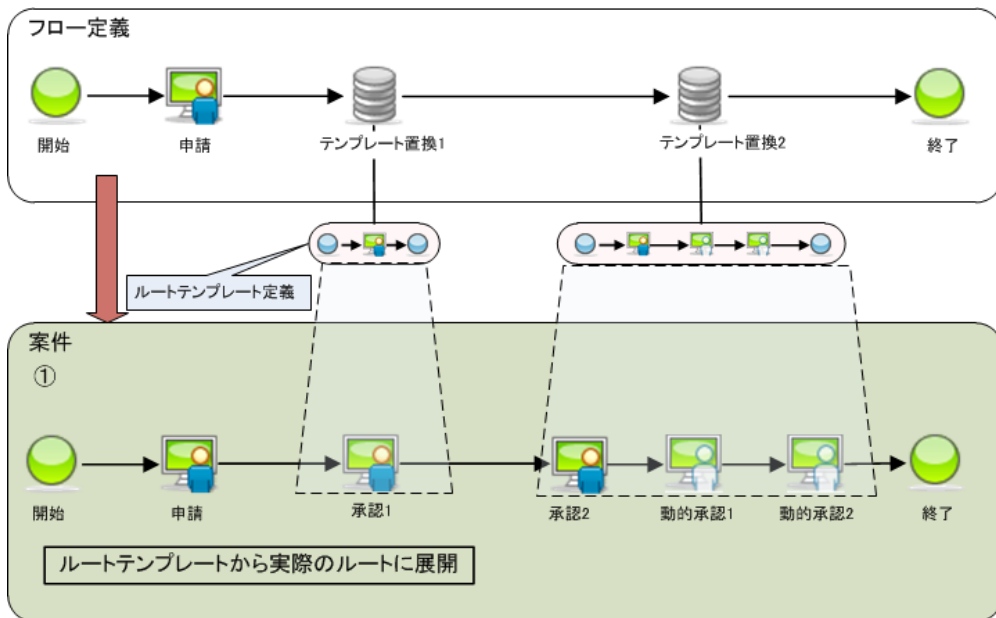 フロー定義
開始
申請
テンプレート置換1
テンプレート置換2
終了
ルートテンプレート定義
案件
①
開始
申請
承認1
承認2
動的承認1
動的承認2
終了
ルートテンプレートから実際のルートに展開